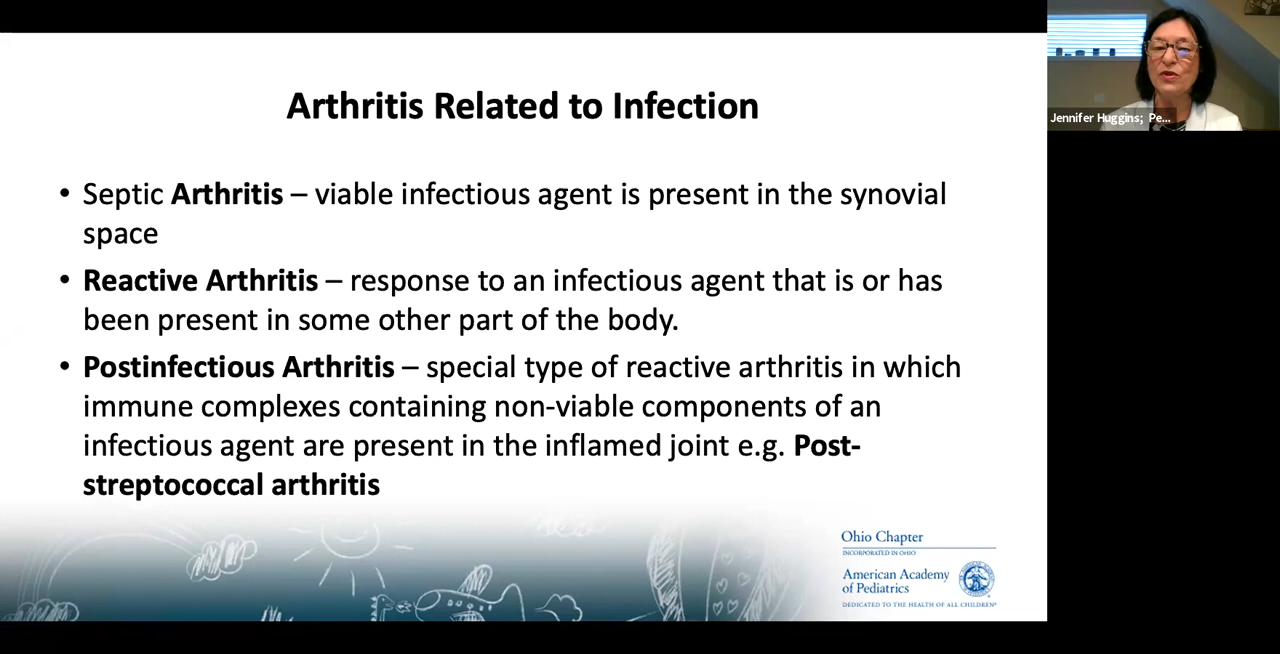 Arthritis Related to Infection
• Septic Arthritis – viable infectious agent is present in the synovial
space
• Reactive Arthritis – response to an infectious agent that is or has
been present in some other part of the body.
• Postinfectious Arthritis – special type of reactive arthritis in which
immune complexes containing non-viable components of an
infectious agent are present in the inflamed joint e.g. Post-
streptococcal arthritis
Ohio Chapter
INCORPORATED IN OHIO
American Academy
of Pediatrics
DEDICATED TO THE HEALTH OF ALL CHILDREN®
Jennifer Huggins; Pe...